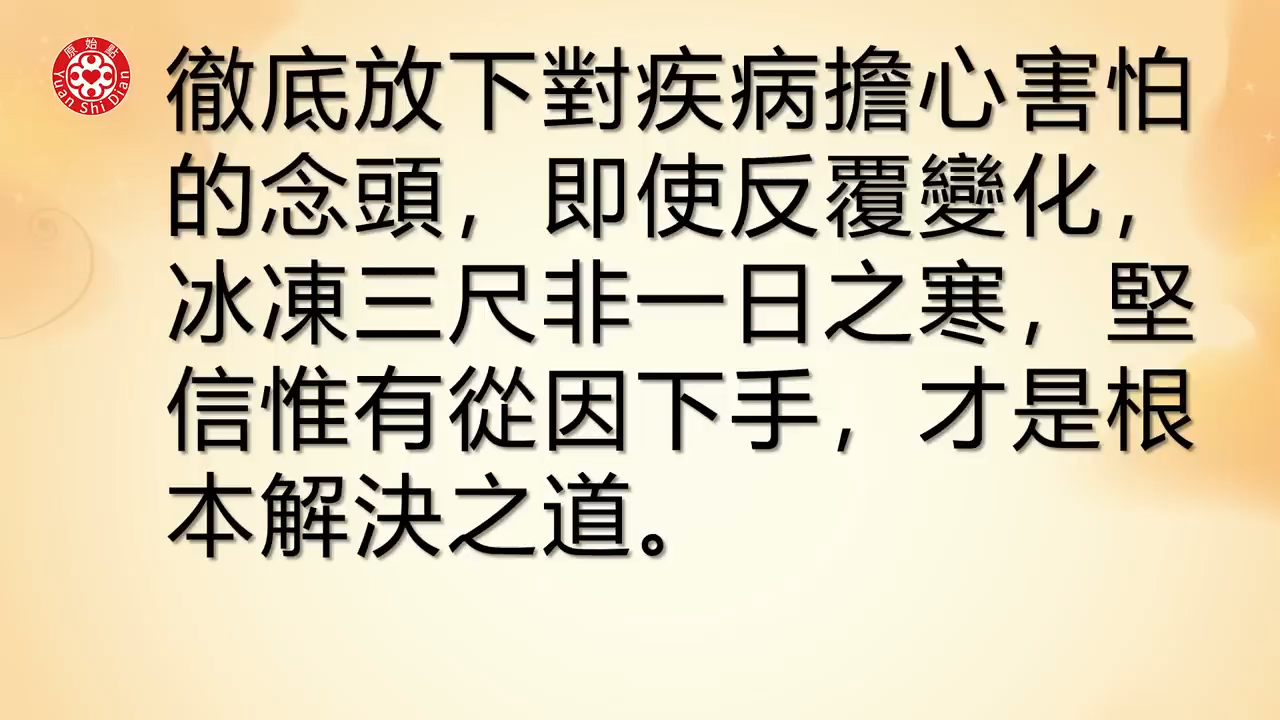 原始點
Yuan Shi Dian
徹底放下對疾病擔心害怕
的念頭，即使反覆變化，
冰凍三尺非一日之寒，堅
信惟有從因下手，才是根
本解決之道。